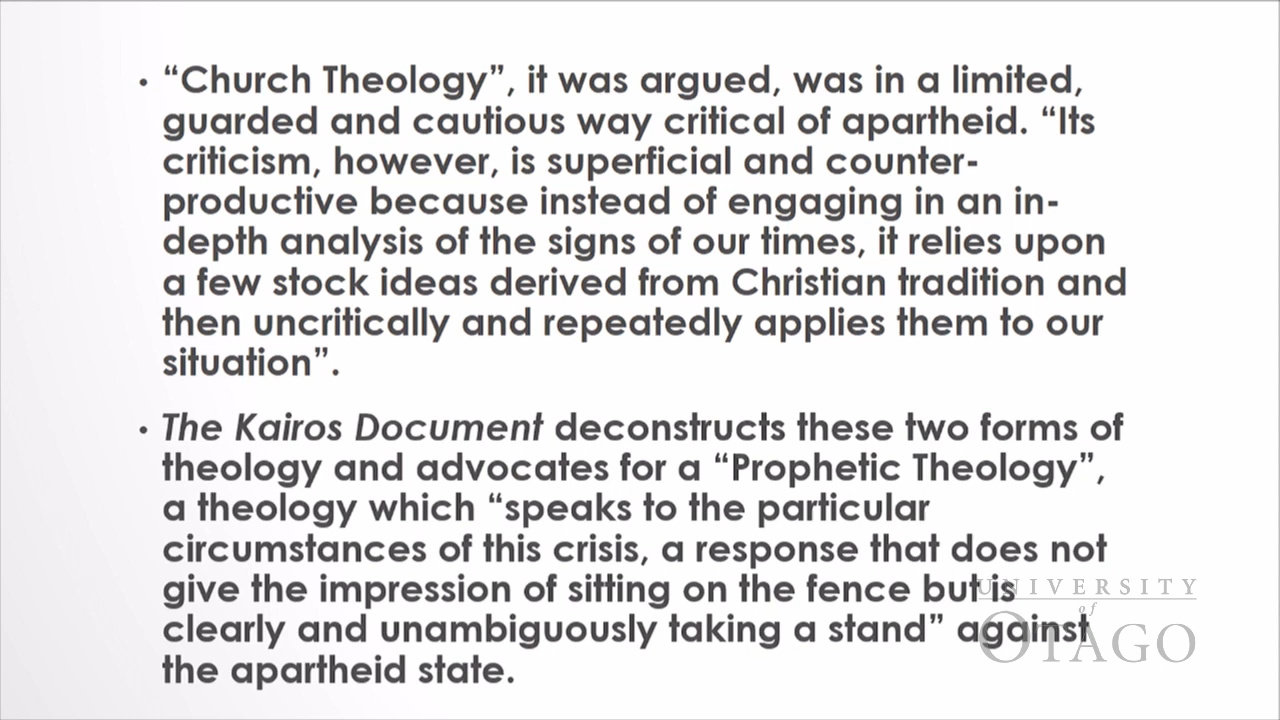 • “Church Theology”, it was argued, was in a limited,
guarded and cautious way critical of apartheid. “Its
criticism, however, is superficial and counter-
productive because instead of engaging in an in-
depth analysis of the signs of our times, it relies upon
a few stock ideas derived from Christian tradition and
then uncritically and repeatedly applies them to our
situation”.
• The Kairos Document deconstructs these two forms of
theology and advocates for a “Prophetic Theology”,
a theology which “speaks to the particular
circumstances of this crisis, a response that does not
give the impression of sitting on the fence but is
clearly and unambiguously taking a stand” against
the apartheid state.
UNIVERSITY
of
OTAGO